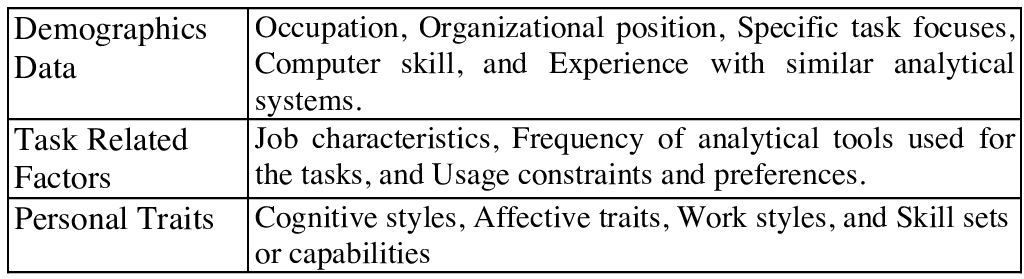 Demographics
Data
Occupation, Organizational position, Specific task focuses,
Computer skill, and Experience with similar analytical
systems.
Task Related
Factors
Job characteristics, Frequency of analytical tools used for
the tasks, and Usage constraints and preferences.
Personal Traits
Cognitive styles, Affective traits, Work styles, and Skill sets
or capabilities